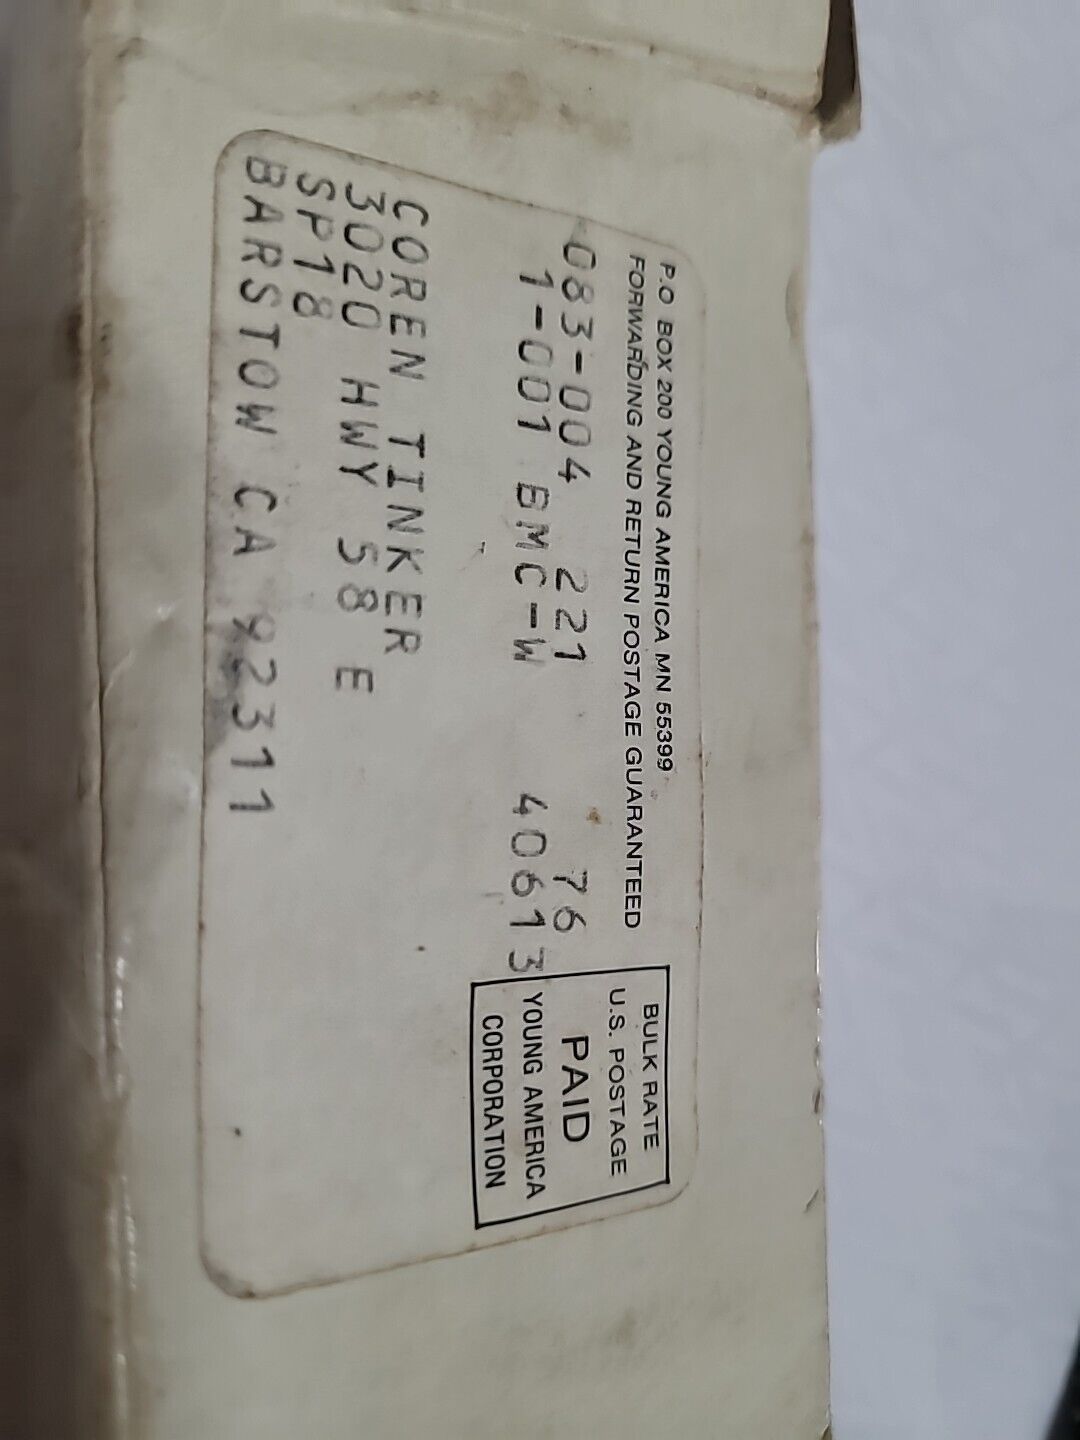 P.O BOX 200 YOUNG AMERICA MN 55399
FORWARDING AND RETURN POSTAGE GUARANTEED
BULK RATE
U.S. POSTAGE
PAID
YOUNG AMERICA
CORPORATION
083-004 221 76
1-001 BMC-W 40613
COREN TINKER
3020 HWY 58 E
SP18
BARSTOW CA 92311